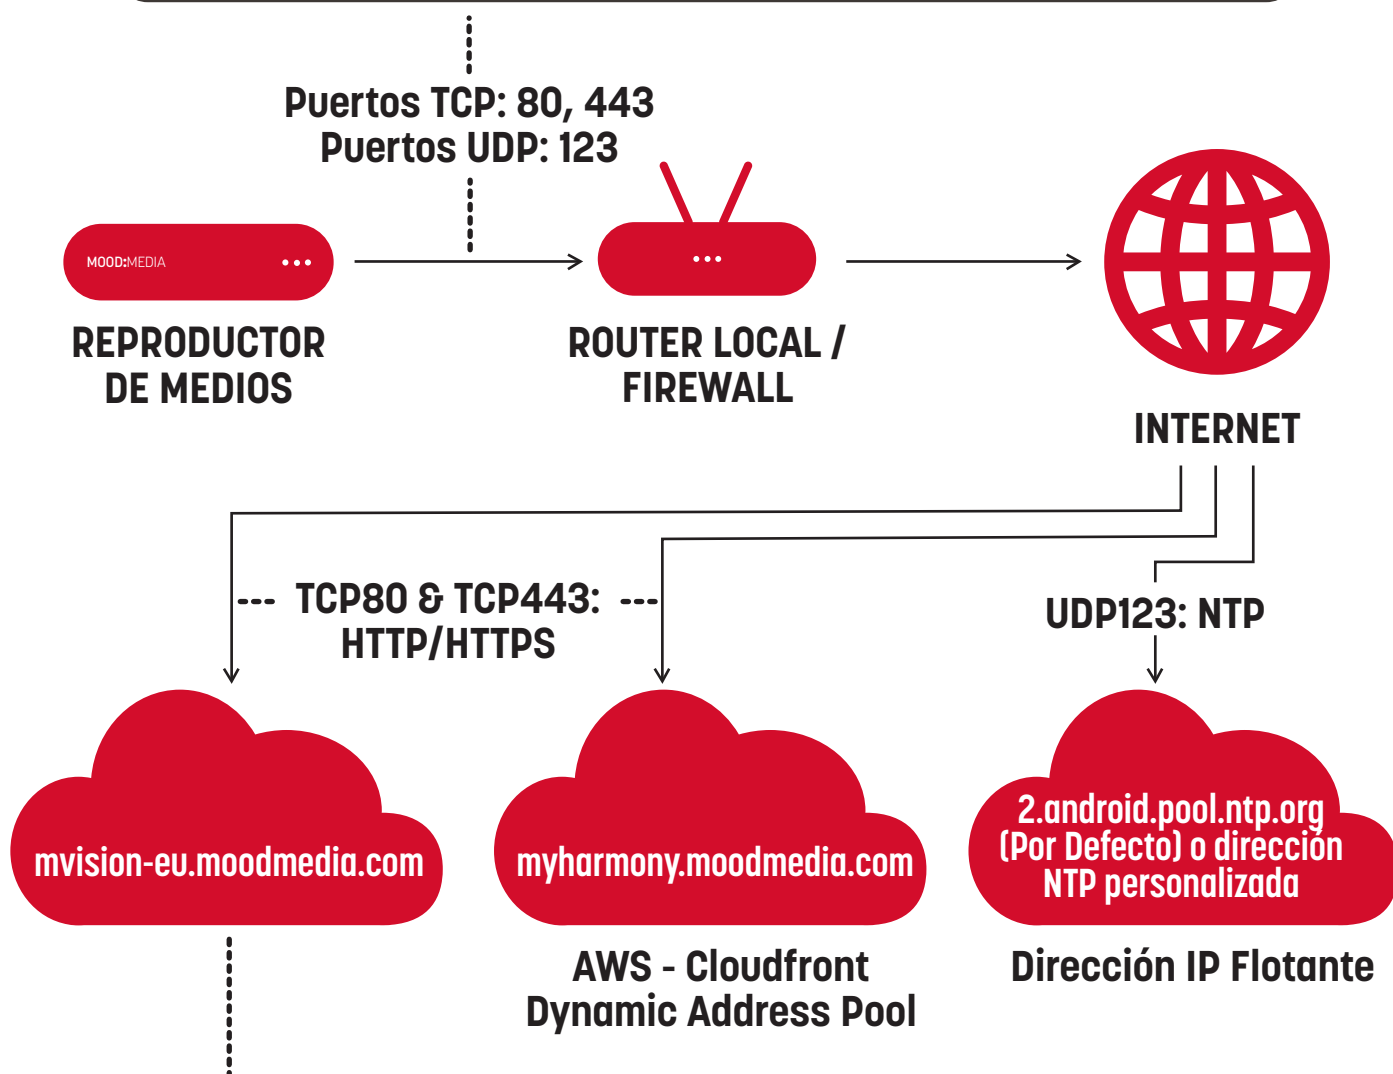 Puertos TCP: 80, 443
Puertos UDP: 123
MOOD:MEDIA
REPRODUCTOR
DE MEDIOS
ROUTER LOCAL /
FIREWALL
INTERNET
TCP80 & TCP443:
HTTP/HTTPS
UDP123: NTP
mvision-eu.moodmedia.com
myharmony.moodmedia.com
2.android.pool.ntp.org
(Por Defecto) o dirección
NTP personalizada
AWS - Cloudfront
Dynamic Address Pool
Dirección IP Flotante